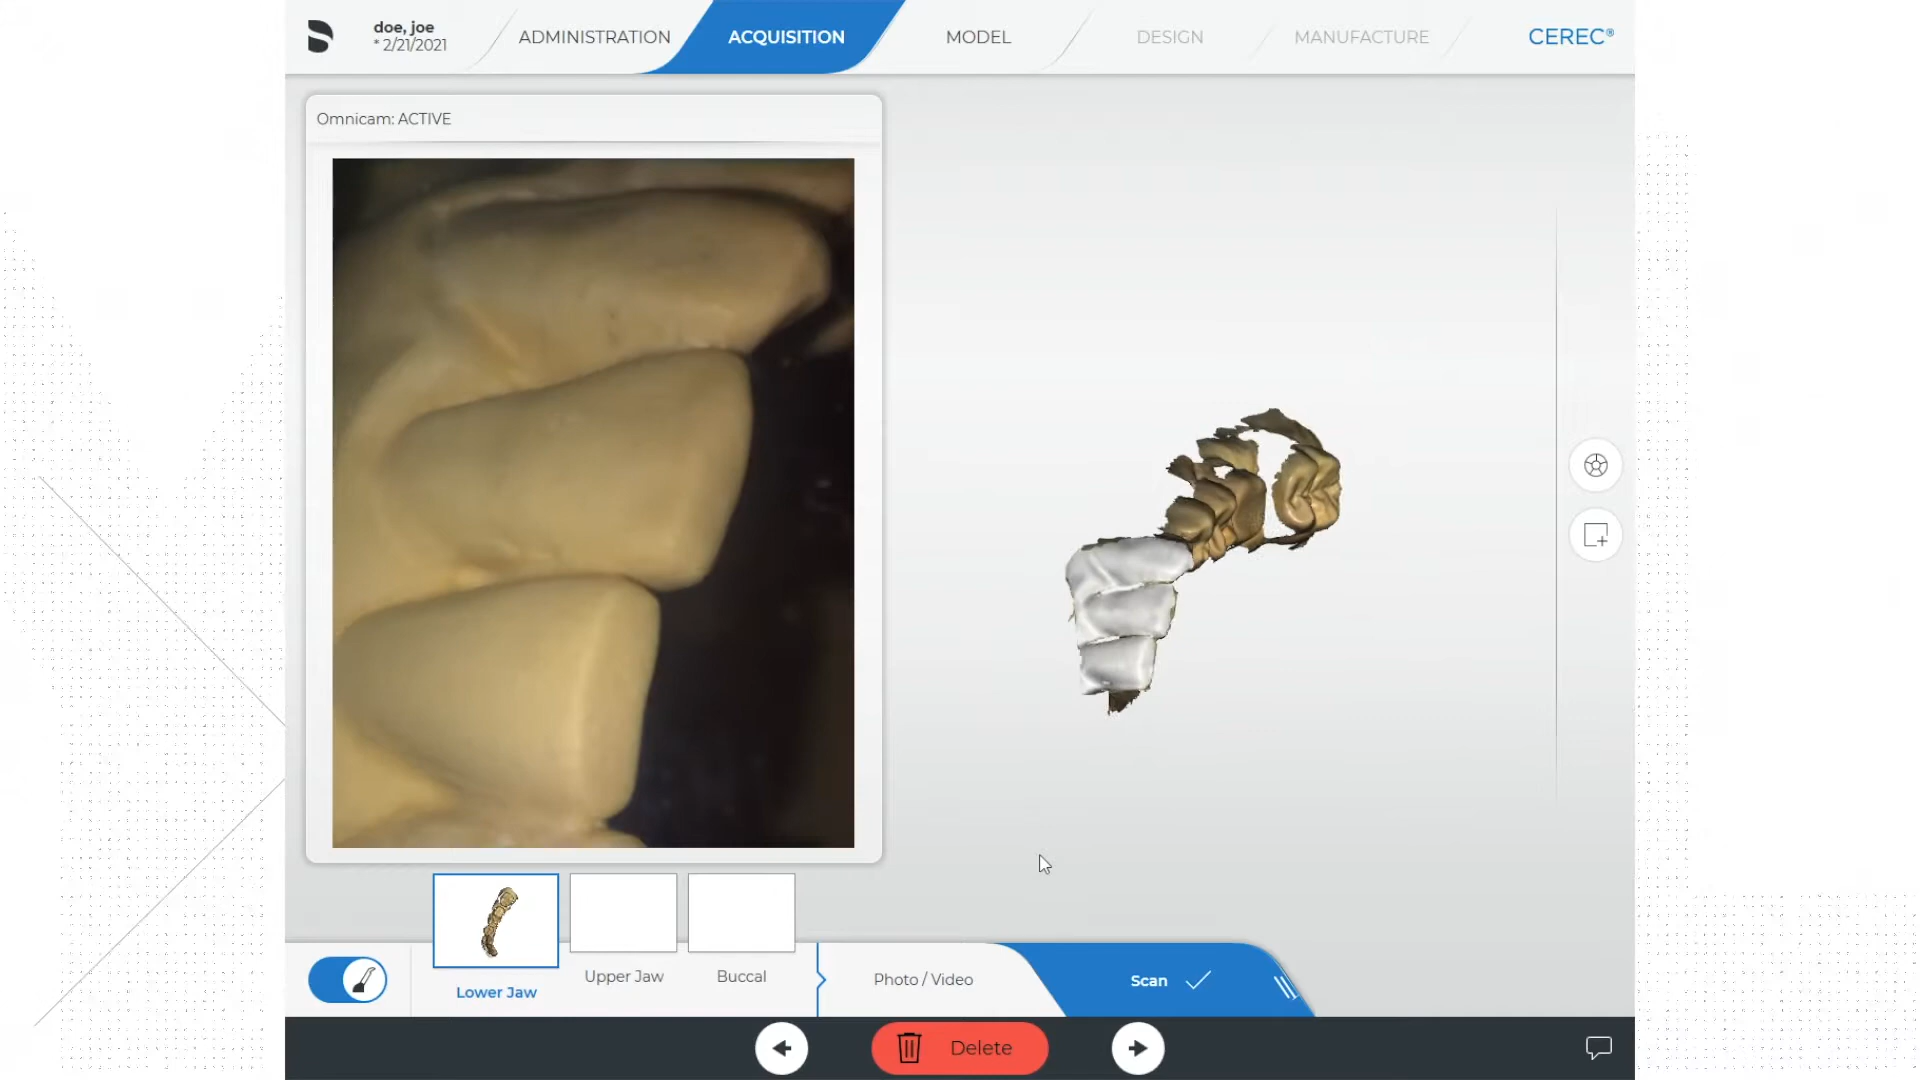 doe, joe
* 2/21/2021
ADMINISTRATION
ACQUISITION
MODEL
DESIGN
MANUFACTURE
CEREC®
Omnicam: ACTIVE
Lower Jaw
Upper Jaw
Buccal
Photo / Video
Scan
Delete